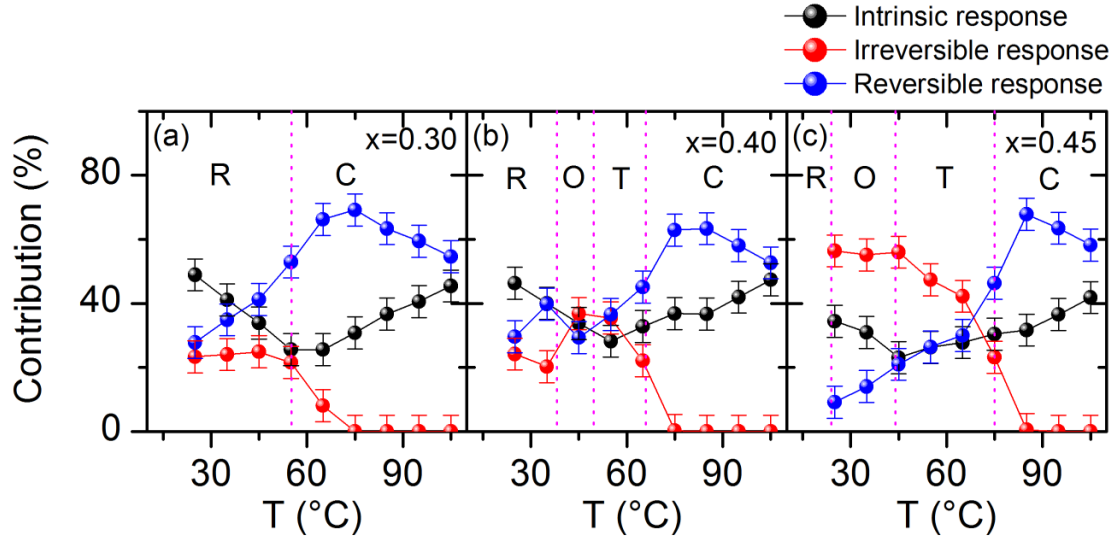 Intrinsic response
Irreversible response
Reversible response
Contribution (%)
80
40
0
(a) x=0.30
R C
30 60 90
T (°C)
(b) x=0.40
R O T C
30 60 90
T (°C)
(c) x=0.45
R O T C
30 60 90
T (°C)